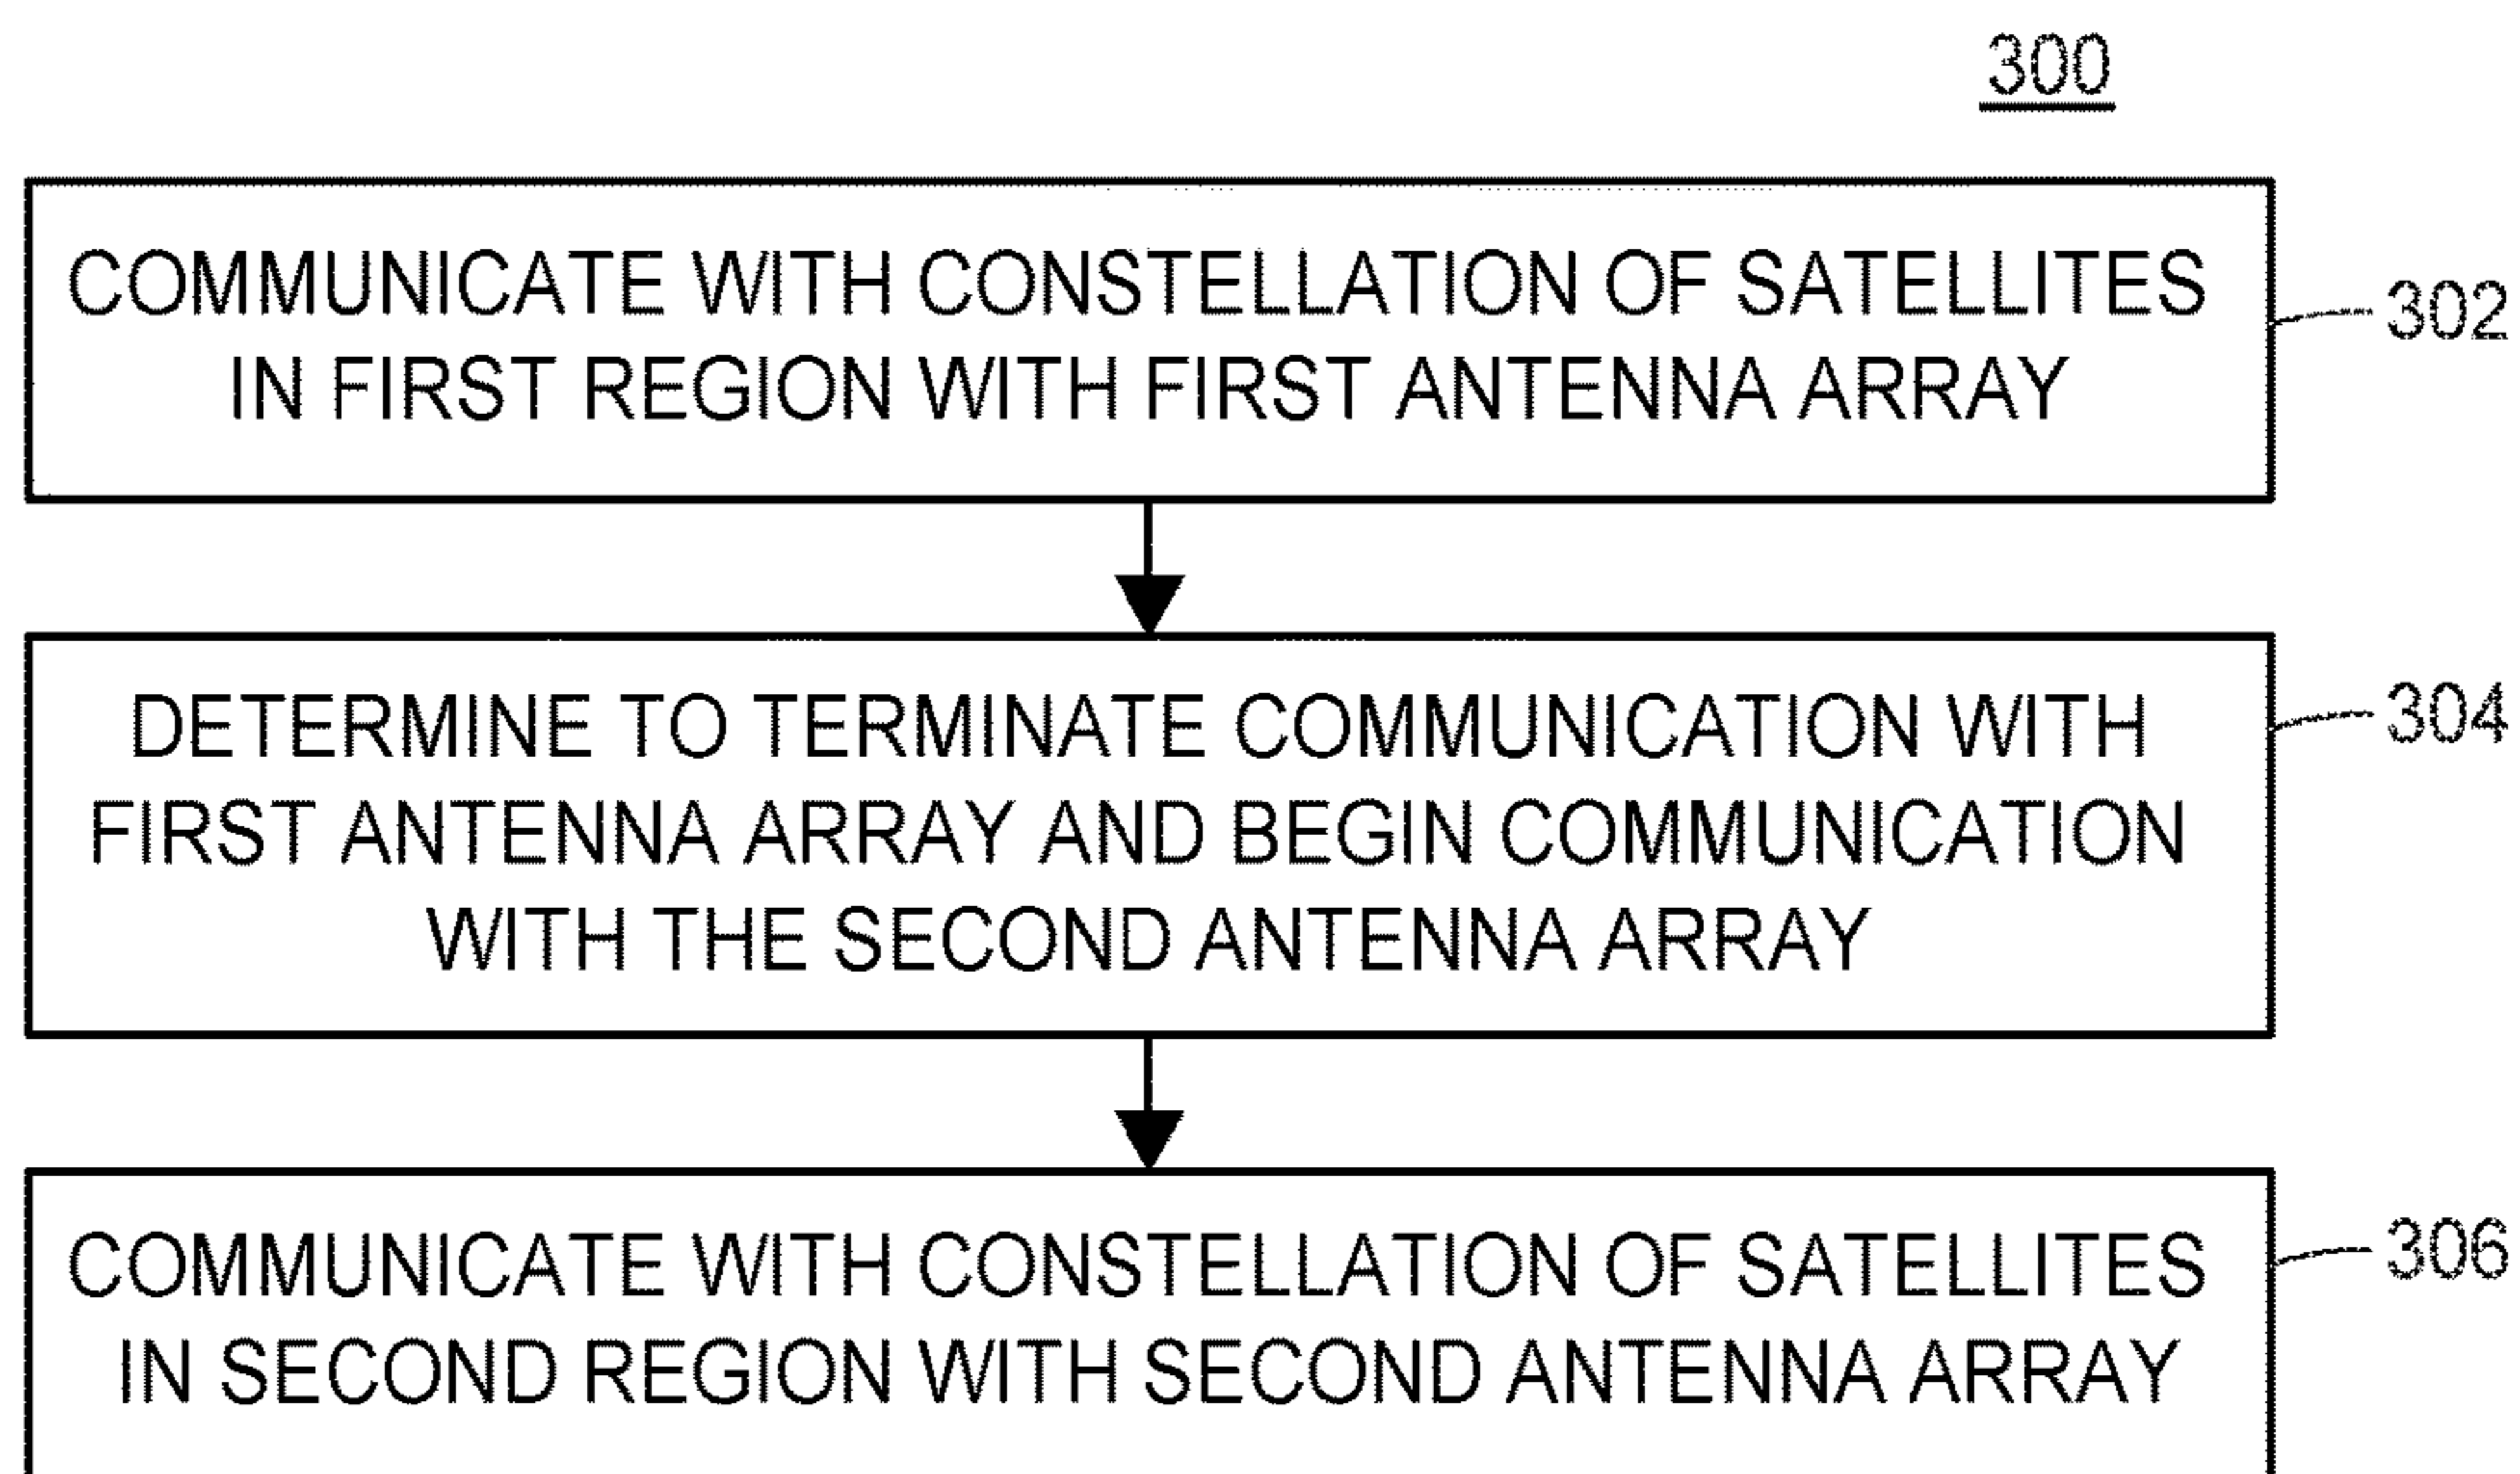 300
COMMUNICATE WITH CONSTELLATION OF SATELLITES
IN FIRST REGION WITH FIRST ANTENNA ARRAY
302
DETERMINE TO TERMINATE COMMUNICATION WITH
FIRST ANTENNA ARRAY AND BEGIN COMMUNICATION
WITH THE SECOND ANTENNA ARRAY
304
COMMUNICATE WITH CONSTELLATION OF SATELLITES
IN SECOND REGION WITH SECOND ANTENNA ARRAY
306